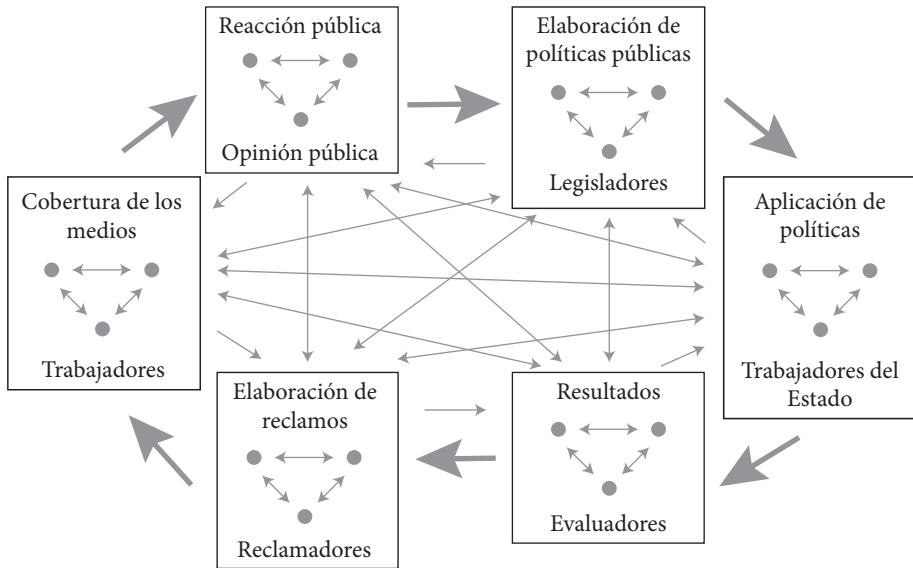 Reacción pública
Opinión pública
Elaboración de
políticas públicas
Legisladores
Cobertura de los
medios
Trabajadores
Aplicación de
políticas
Trabajadores del
Estado
Elaboración de
reclamos
Reclamadores
Resultados
Evaluadores